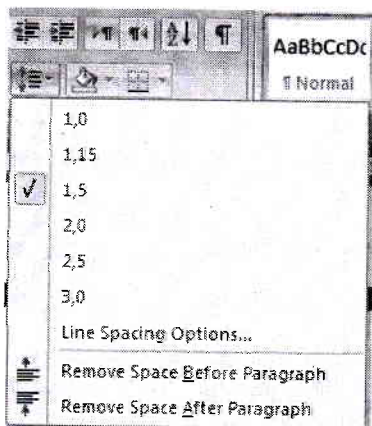 AaBbCcDc
¶ Normal
1,0
1,15
1,5
2,0
2,5
3,0
Line Spacing Options...
Remove Space Before Paragraph
Remove Space After Paragraph